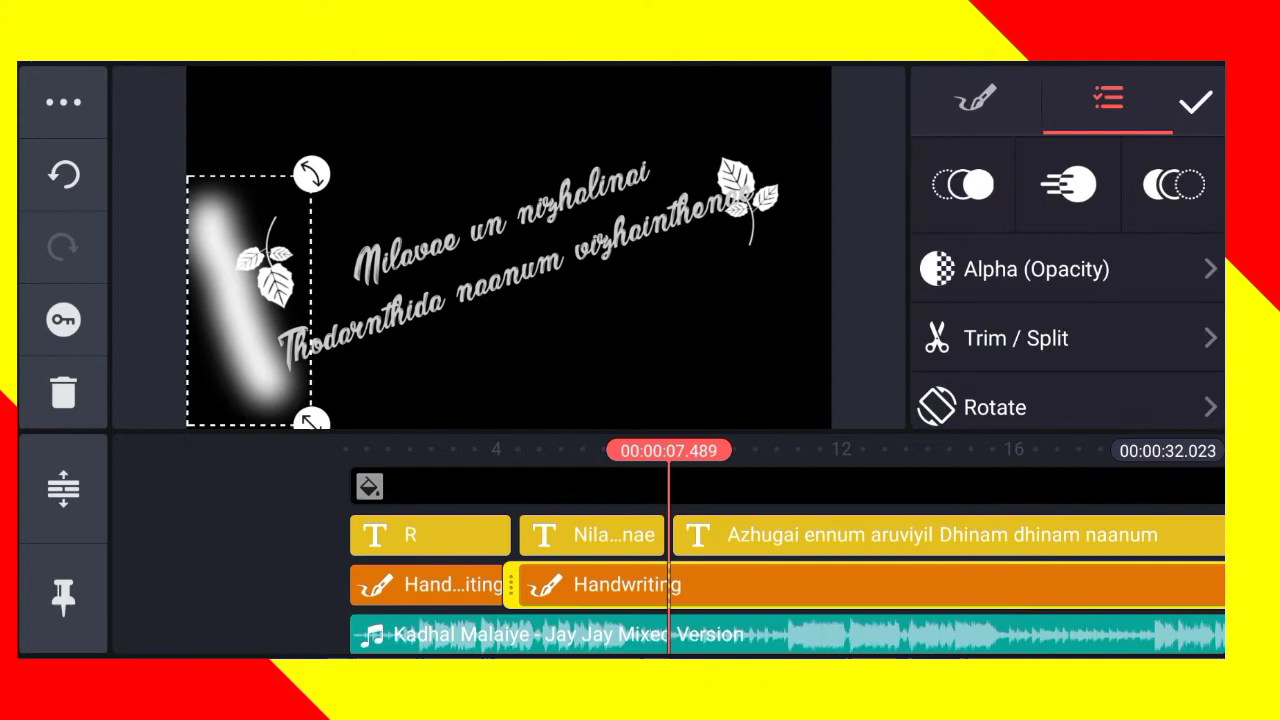 Milavae un nizhalinai
Thodarnthida naanum vizhainthenae
Alpha (Opacity)
Trim / Split
Rotate
4
00:00:07.489
12
16
00:00:32.023
T R
T Nila...nae
T Azhugai ennum aruviyil Dhinam dhinam naanum
Hand...iting
Handwriting
Kadhal Malaiye - Jay Jay Mixed Version